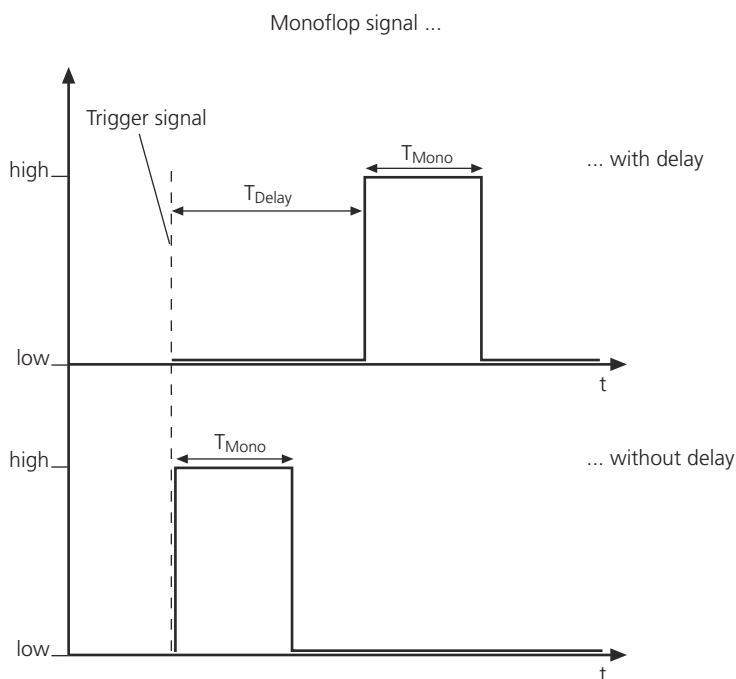 Monoflop signal ...
Trigger signal
high
T_Mono
... with delay
T_Delay
low
t
high
T_Mono
... without delay
low
t